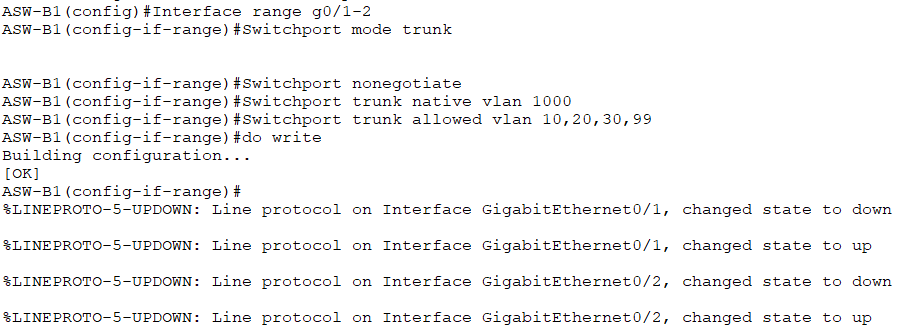 ASW-B1(config)#Interface range g0/1-2
ASW-B1(config-if-range)#Switchport mode trunk
ASW-B1(config-if-range)#Switchport nonegotiate
ASW-B1(config-if-range)#Switchport trunk native vlan 1000
ASW-B1(config-if-range)#Switchport trunk allowed vlan 10,20,30,99
ASW-B1(config-if-range)#do write
Building configuration...
[OK]
ASW-B1(config-if-range)#
%LINEPROTO-5-UPDOWN: Line protocol on Interface GigabitEthernet0/1, changed state to down
%LINEPROTO-5-UPDOWN: Line protocol on Interface GigabitEthernet0/1, changed state to up
%LINEPROTO-5-UPDOWN: Line protocol on Interface GigabitEthernet0/2, changed state to down
%LINEPROTO-5-UPDOWN: Line protocol on Interface GigabitEthernet0/2, changed state to up